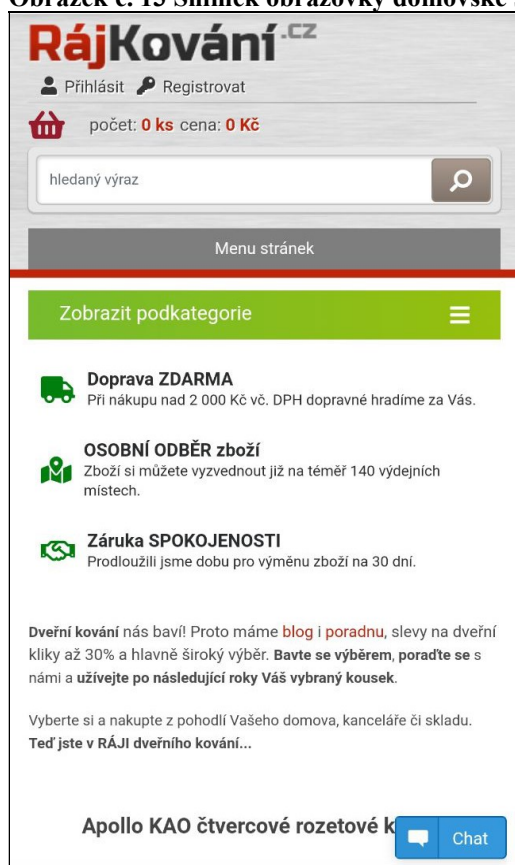 Obrázek č. 13 Snímek obrazovky domovské
RájKování.cz
Přihlásit Registrovat
počet: 0 ks cena: 0 Kč
hledaný výraz
Menu stránek
Zobrazit podkategorie
Doprava ZDARMA
Při nákupu nad 2 000 Kč vč. DPH dopravné hradíme za Vás.
OSOBNÍ ODBĚR zboží
Zboží si můžete vyzvednout již na téměř 140 výdejních
místech.
Záruka SPOKOJENOSTI
Prodloužili jsme dobu pro výměnu zboží na 30 dní.
Dveřní kování nás baví! Proto máme blog i poradnu, slevy na dveřní
kliky až 30% a hlavně široký výběr. Bavte se výběrem, poraďte se s
námi a užívejte po následující roky Váš vybraný kousek.
Vyberte si a nakupte z pohodlí Vašeho domova, kanceláře či skladu.
Teď jste v RÁJI dveřního kování...
Apollo KAO čtvercové rozetové k
Chat